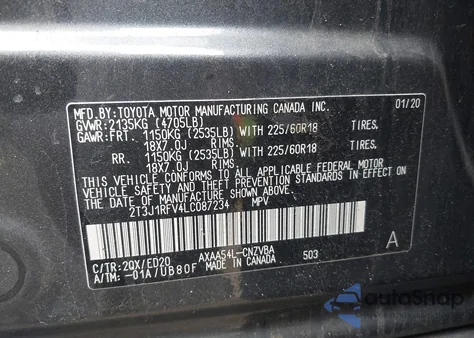 MFD.BY:TOYOTA MOTOR MANUFACTURING CANADA INC. 01/20
GVWR:2135KG (4705LB)
GAWR:FRT. 1150KG (2535LB) WITH 225/60R18 TIRES.
18X7.0J RIMS.
RR. 1150KG (2535LB) WITH 225/60R18 TIRES.
18X7.0J RIMS.
THIS VEHICLE CONFORMS TO ALL APPLICABLE FEDERAL MOTOR
VEHICLE SAFETY AND THEFT PREVENTION STANDARDS IN
EFFECT ON THE DATE OF MANUFACTURE SHOWN ABOVE.
2T3J1RFV4LC087234 MPV
A
C/TR:2QX/ED20 AXAA54L-CNZVBA 503
A/TM:-01A/UB80F MADE IN CANADA
AutoSnap